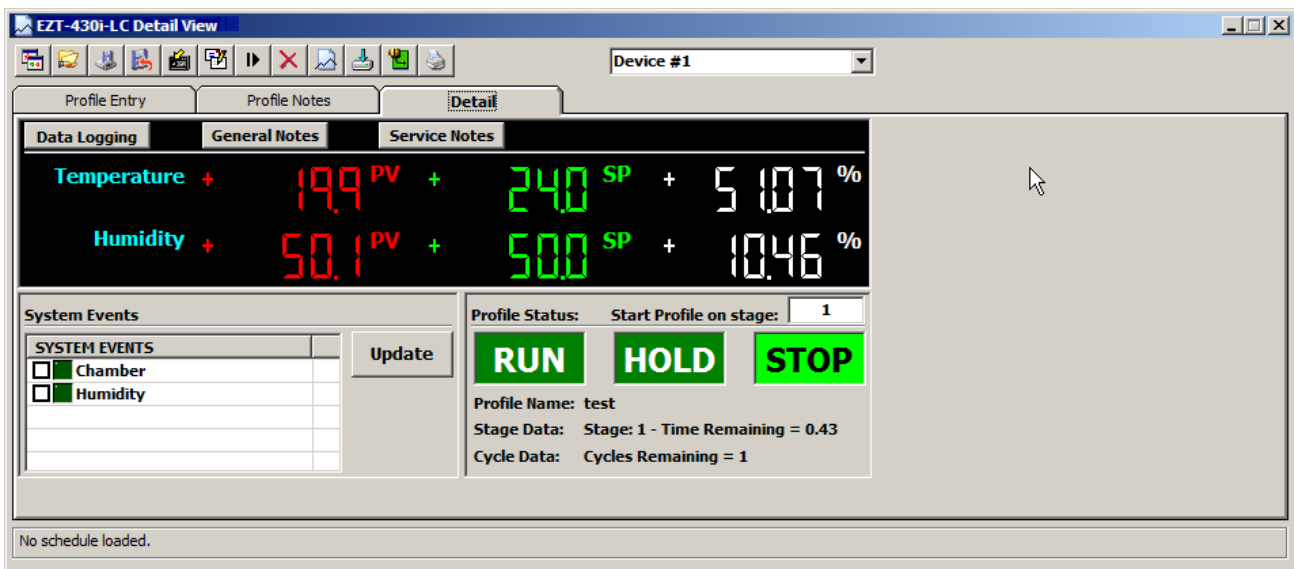 EZT-430i-LC Detail View
Device #1
Profile Entry Profile Notes Detail
Data Logging General Notes Service Notes
Temperature + 19.9 PV + 24.0 SP + 51.07 %
Humidity + 50.1 PV + 50.0 SP + 10.46 %
System Events
SYSTEM EVENTS
Chamber
Humidity
Update
Profile Status: Start Profile on stage: 1
RUN HOLD STOP
Profile Name: test
Stage Data: Stage: 1 - Time Remaining = 0.43
Cycle Data: Cycles Remaining = 1
No schedule loaded.